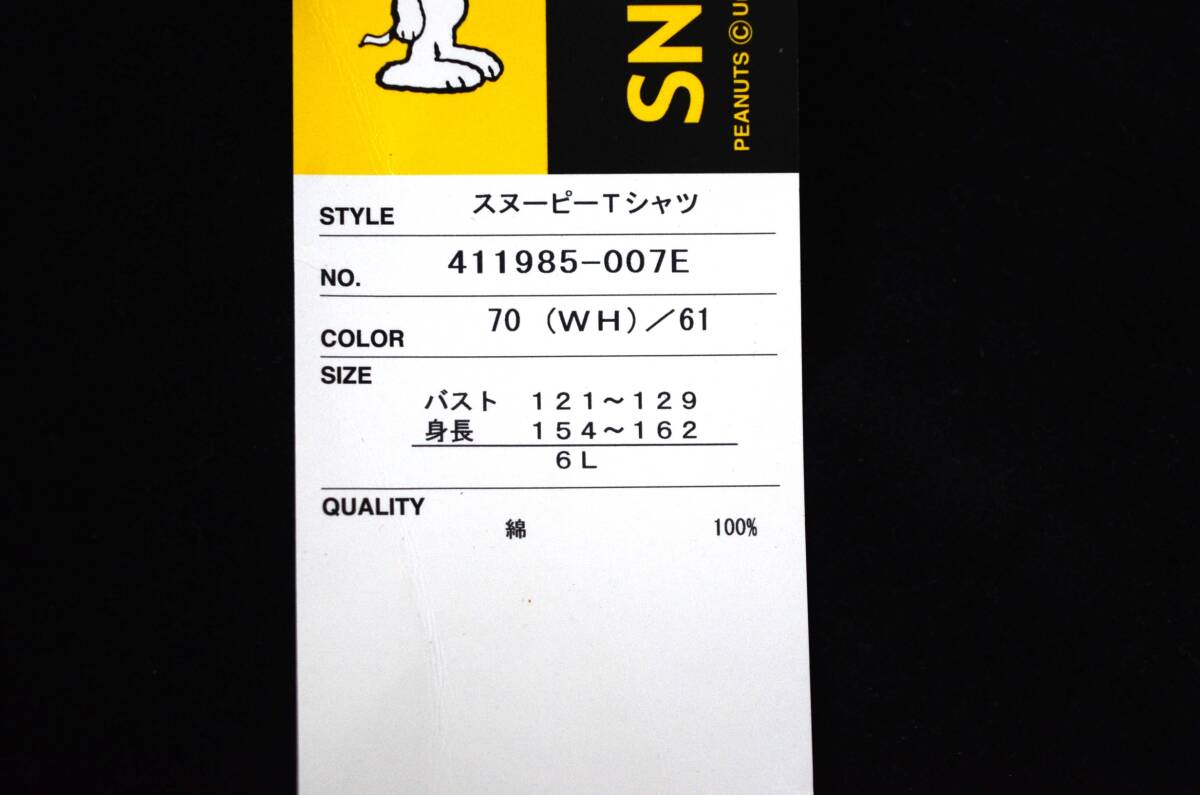 SN
PEANUTS © U
STYLE スヌーピーTシャツ
NO. 411985-007E
COLOR 70 (WH)／61
SIZE
バスト 121～129
身長 154～162
6L
QUALITY
綿 100%